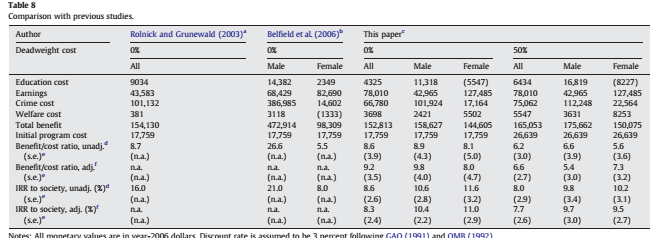 Table 8
Comparison with previous studies.
Author Rolnick and Grunewald (2003)a Belfield et al. (2006)b This paperc
Deadweight cost 0% 0% 0% 50%
All Male Female All Male Female All Male Female
Education cost 9034 14,382 2349 4325 11,318 (5547) 6434 16,819 (8227)
Earnings 43,583 68,429 82,690 78,010 42,965 127,485 78,010 42,965 127,485
Crime cost 101,132 386,985 14,602 66,780 101,924 17,164 75,062 112,248 22,564
Welfare cost 381 3118 (1333) 3698 2421 5502 5547 3631 8253
Total benefit 154,130 472,914 98,309 152,813 158,627 144,605 165,053 175,662 150,075
Initial program cost 17,759 17,759 17,759 17,759 17,759 17,759 26,639 26,639 26,639
Benefit/cost ratio, unadj.d 8.7 26.6 5.5 8.6 8.9 8.1 6.2 6.6 5.6
(s.e.)e (n.a.) (n.a.) (n.a.) (3.9) (4.3) (5.0) (3.0) (3.9) (3.6)
Benefit/cost ratio, adj.f n.a. n.a. n.a. 9.2 9.8 8.0 6.6 5.4 7.3
(s.e.)e (n.a.) (n.a.) (n.a.) (3.5) (4.0) (4.7) (2.7) (3.0) (3.2)
IRR to society, unadj. (%)d 16.0 21.0 8.0 8.6 10.6 11.6 8.0 9.8 10.2
(s.e.)e (n.a.) (n.a.) (n.a.) (2.6) (2.8) (3.2) (2.9) (3.4) (3.1)
IRR to society, adj. (%)f n.a. n.a. n.a. 8.3 10.4 11.0 7.7 9.7 9.5
(s.e.)e (n.a.) (n.a.) (n.a.) (2.4) (2.2) (2.9) (2.6) (3.0) (2.7)
Notes: All monetary values are in year-2006 dollars. Discount rate is assumed to be 3 percent following GAO (1991) and OMB (1992)